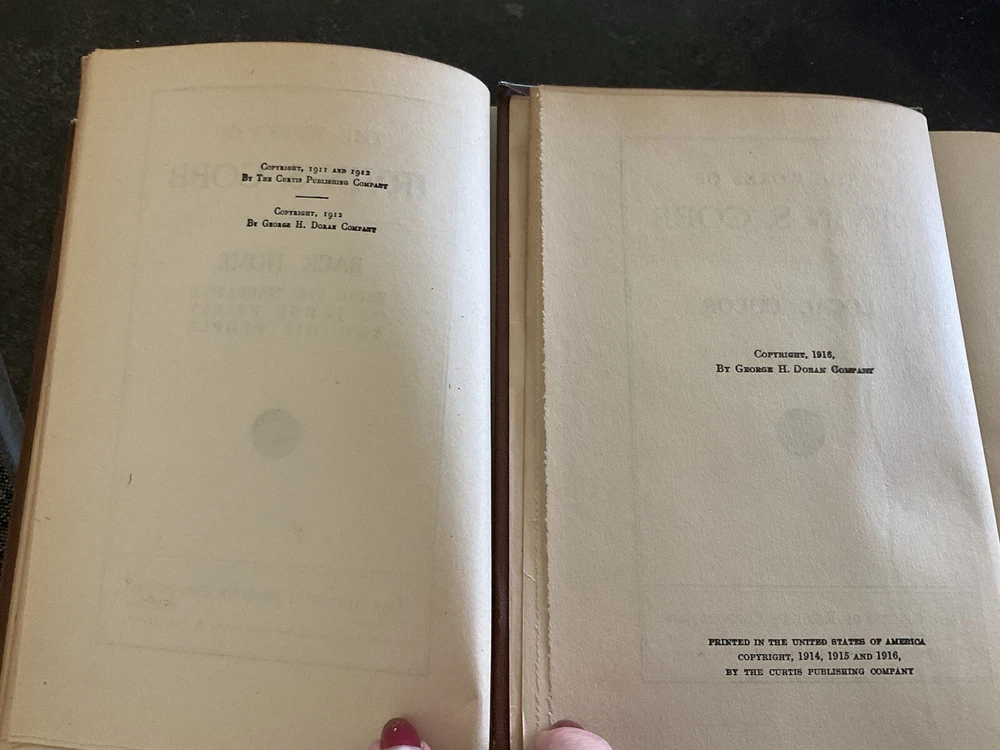 Copyright, 1911 and 1912
By The Curtis Publishing Company
Copyright, 1912
By George H. Doran Company
Copyright, 1916,
By George H. Doran Company
PRINTED IN THE UNITED STATES OF AMERICA
COPYRIGHT, 1914, 1915 AND 1916,
BY THE CURTIS PUBLISHING COMPANY